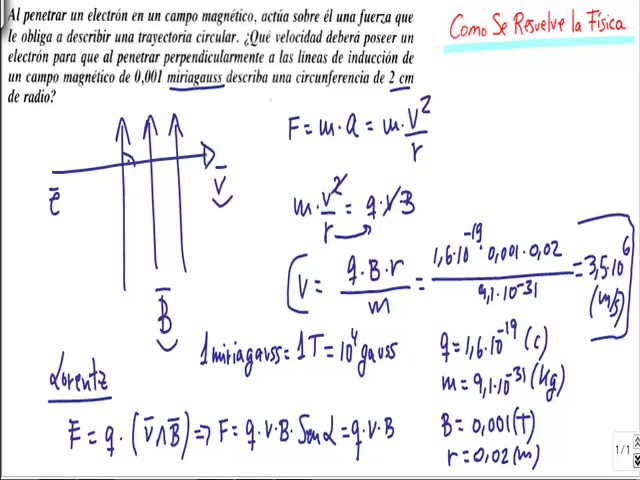 Al penetrar un electrón en un campo magnético, actúa sobre él una fuerza que
le obliga a describir una trayectoria circular. ¿Qué velocidad deberá poseer un
electrón para que al penetrar perpendicularmente a las líneas de inducción de
un campo magnético de 0,001 miriagauss describa una circunferencia de 2 cm
de radio?
Como Se Resuelve la Física
F = m · a = m · v²/r
e̅
V̅
B̅
m · v²/r = q · v B
V = q · B · r / m = 1,6·10⁻¹⁹ · 0,001 · 0,02 / 9,1·10⁻³¹ = 3,5·10⁶ (m/s)
1 miriagauss = 1T = 10⁴ gauss
q = 1,6·10⁻¹⁹ (C)
m = 9,1·10⁻³¹ (Kg)
B = 0,001 (T)
r = 0,02 (m)
Lorentz
F̅ = q · (V̅ Λ B̅) => F = q · V · B · Sen α = q · V · B
1/1